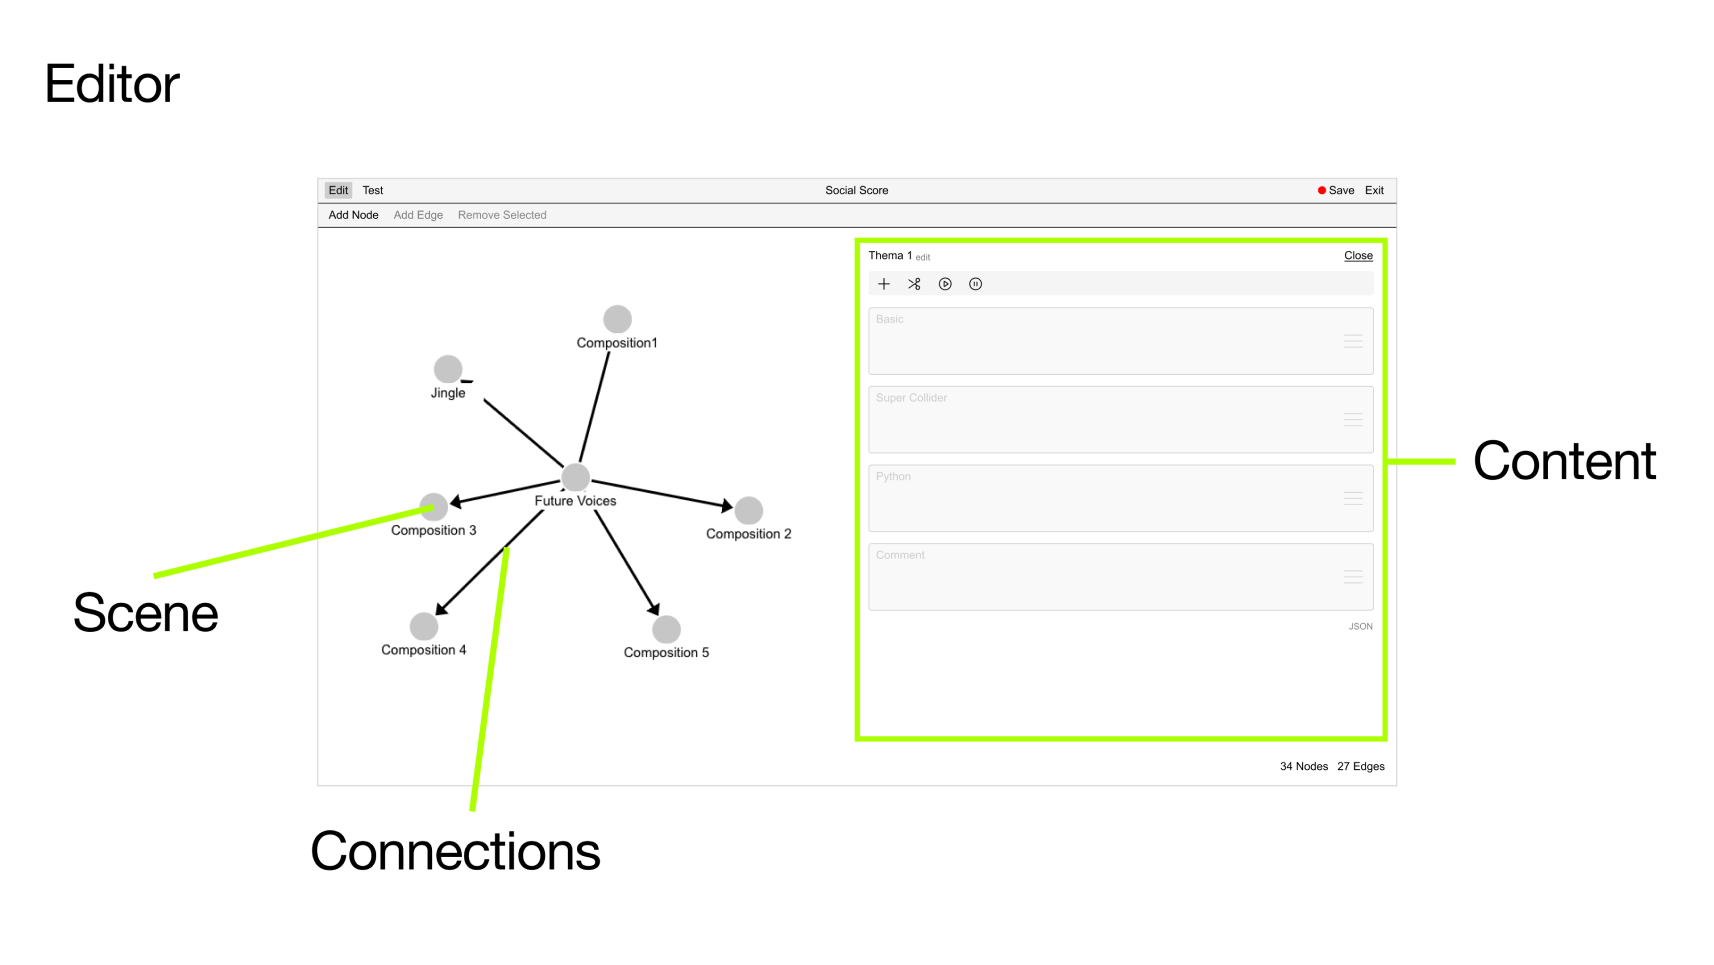 Editor
Edit Test Social Score Save Exit
Add Node Add Edge Remove Selected
Thema 1 edit Close
Basic
Composition1
Jingle
Super Collider
Content
Python
Future Voices
Composition 3
Composition 2
Comment
Scene
JSON
Composition 4
Composition 5
34 Nodes 27 Edges
Connections